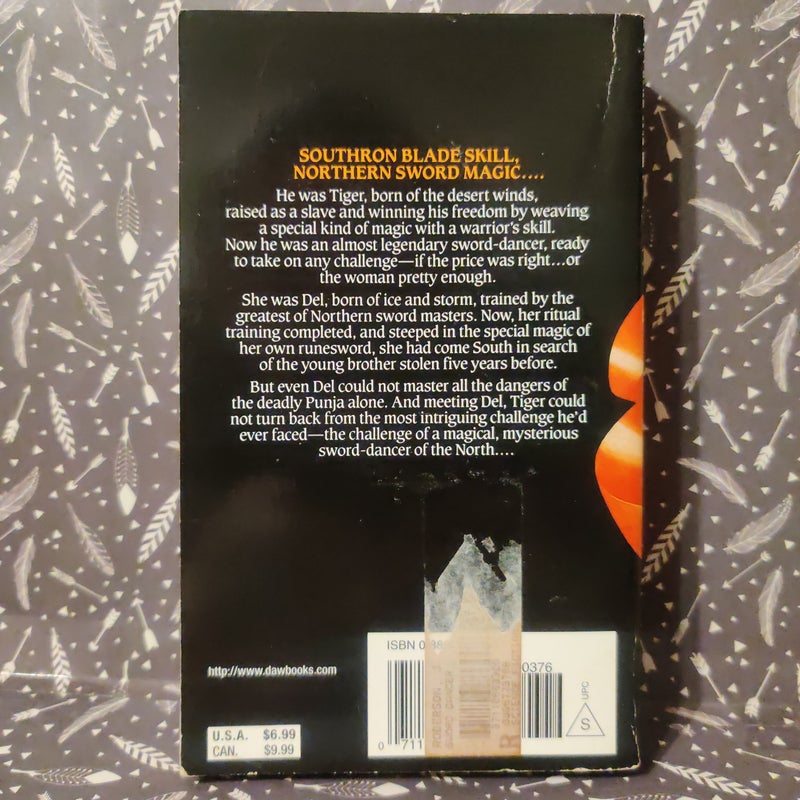 SOUTHRON BLADE SKILL,
NORTHERN SWORD MAGIC....
He was Tiger, born of the desert winds,
raised as a slave and winning his freedom by weaving
a special kind of magic with a warrior's skill.
Now he was an almost legendary sword-dancer, ready
to take on any challenge—if the price was right...or
the woman pretty enough.
She was Del, born of ice and storm, trained by the
greatest of Northern sword masters. Now, her ritual
training completed, and steeped in the special magic of
her own runesword, she had come South in search
of the young brother stolen five years before.
But even Del could not master all the dangers of
the deadly Punja alone. And meeting Del, Tiger could
not turn back from the most intriguing challenge he'd
ever faced—the challenge of a magical, mysterious
sword-dancer of the North....
http://www.dawbooks.com
U.S.A. $6.99
CAN. $9.99
ISBN 0
0376
0 711
UPC
S
ROBERSON
SWORD DANCE
R